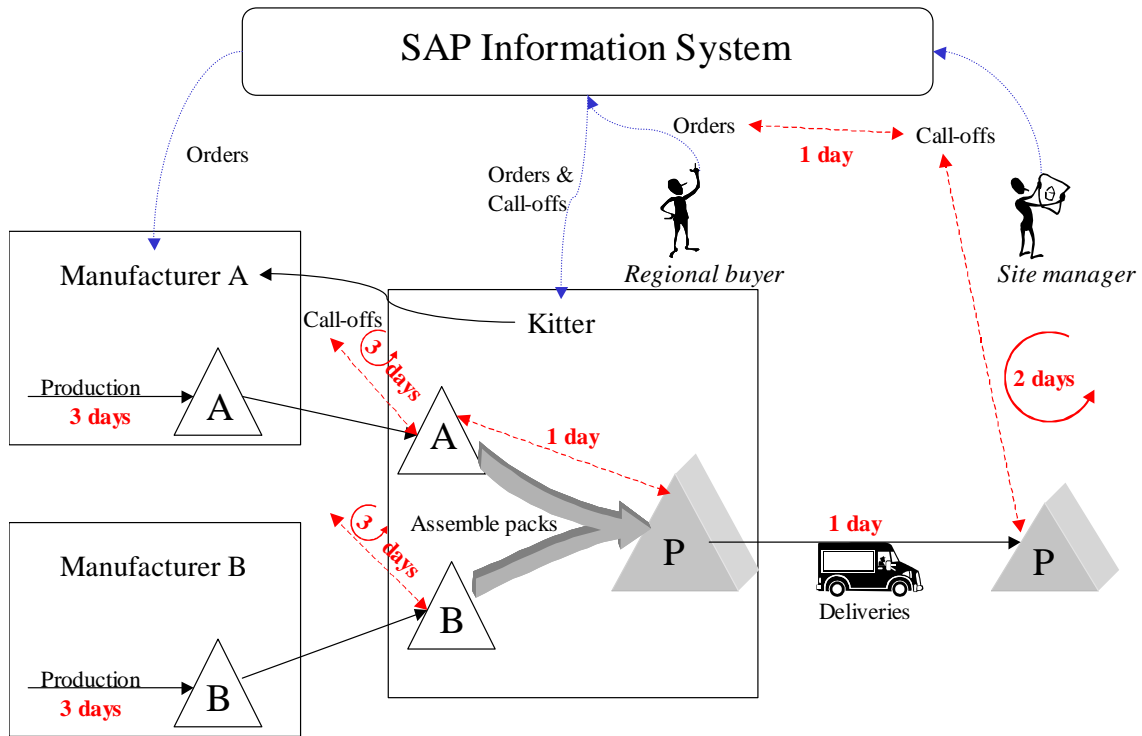 SAP Information System
Orders
Call-offs
1 day
Orders
Orders &
Call-offs
Regional buyer
Site manager
Manufacturer A
Kitter
Call-offs
3 days
Production
3 days
A
A
1 day
2 days
Assemble packs
3 days
1 day
P
P
Manufacturer B
B
Deliveries
Production
3 days
B